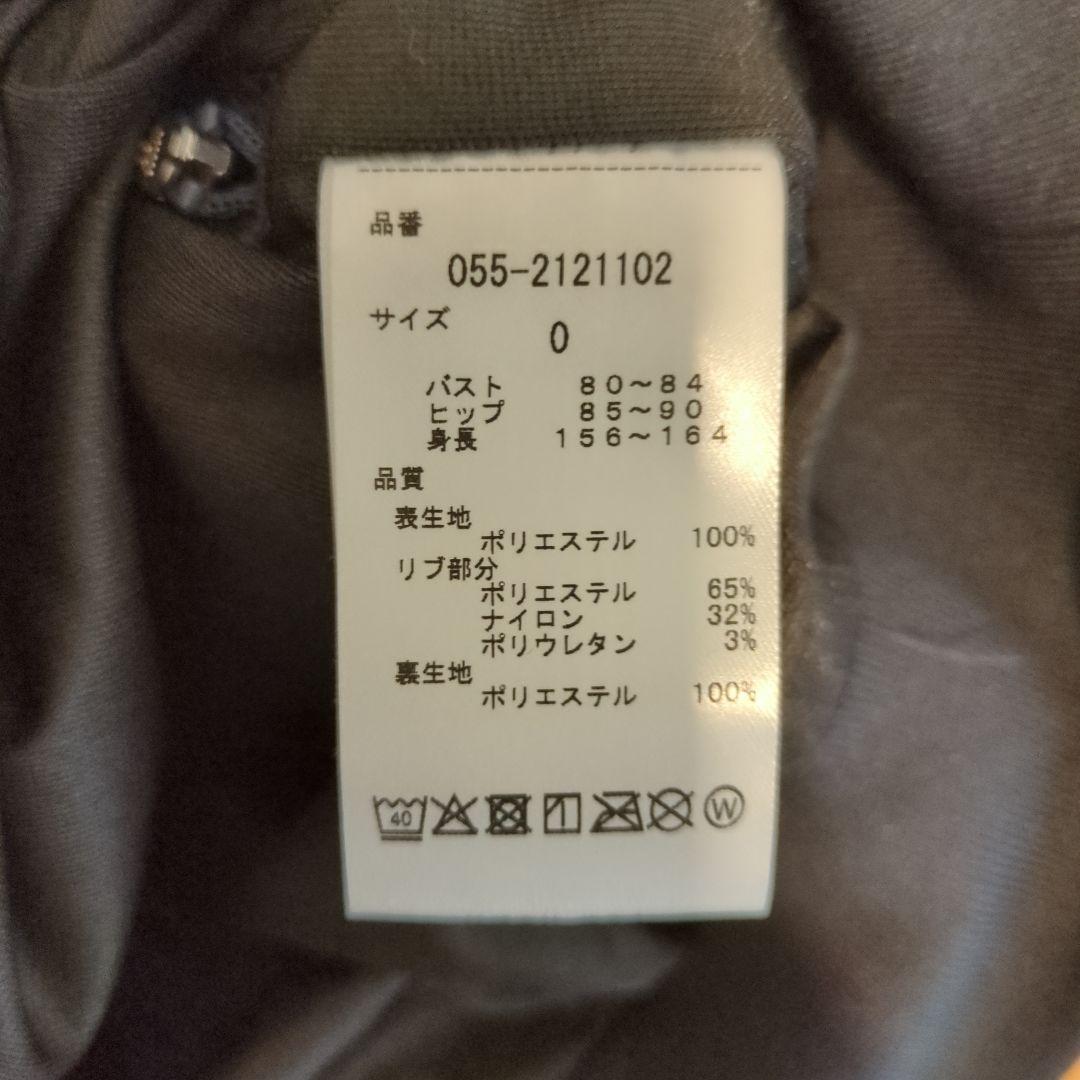 品番
055-2121102
サイズ
0
バスト 80～84
ヒップ 85～90
身長 156～164
品質
表生地
ポリエステル 100%
リブ部分
ポリエステル 65%
ナイロン 32%
ポリウレタン 3%
裏生地
ポリエステル 100%
40 W